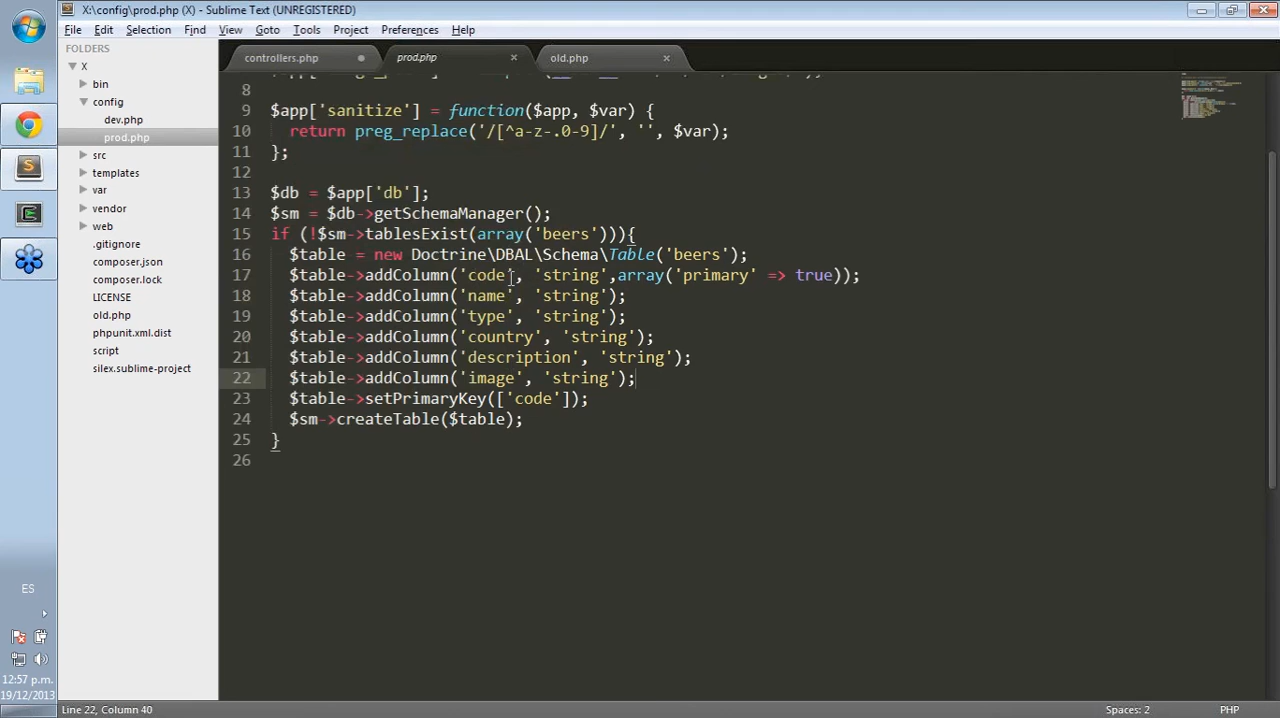 X:\config\prod.php (X) - Sublime Text (UNREGISTERED)
File Edit Selection Find View Goto Tools Project Preferences Help
FOLDERS
X
bin
config
dev.php
prod.php
src
templates
var
vendor
web
.gitignore
composer.json
composer.lock
LICENSE
old.php
phpunit.xml.dist
script
silex.sublime-project
controllers.php
prod.php
old.php
8
9 $app['sanitize'] = function($app, $var) {
10 return preg_replace('/[^a-z-.0-9]/', '', $var);
11 };
12
13 $db = $app['db'];
14 $sm = $db->getSchemaManager();
15 if (!$sm->tablesExist(array('beers'))){
16 $table = new Doctrine\DBAL\Schema\Table('beers');
17 $table->addColumn('code', 'string',array('primary' => true));
18 $table->addColumn('name', 'string');
19 $table->addColumn('type', 'string');
20 $table->addColumn('country', 'string');
21 $table->addColumn('description', 'string');
22 $table->addColumn('image', 'string');
23 $table->setPrimaryKey(['code']);
24 $sm->createTable($table);
25 }
26
ES
12:57 p.m.
19/12/2013
Line 22, Column 40
Spaces: 2
PHP